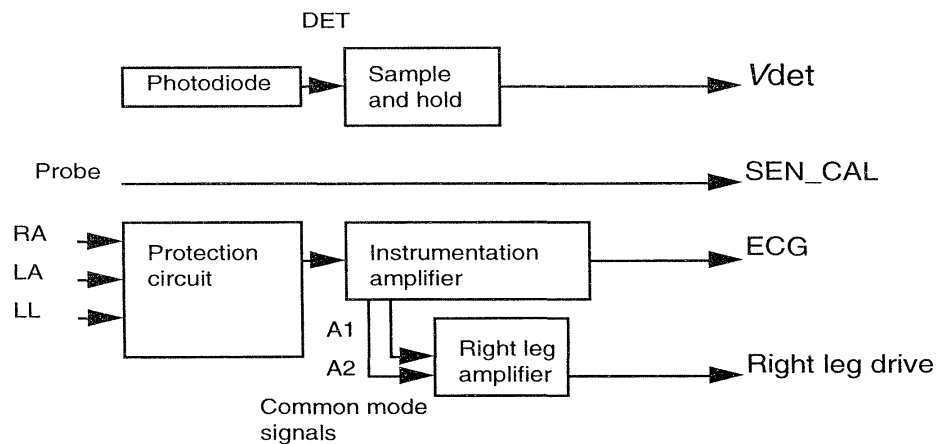 DET
Photodiode
Sample
and hold
Vdet
Probe
SEN_CAL
RA
LA
LL
Protection
circuit
Instrumentation
amplifier
ECG
A1
A2
Right leg
amplifier
Right leg drive
Common mode
signals